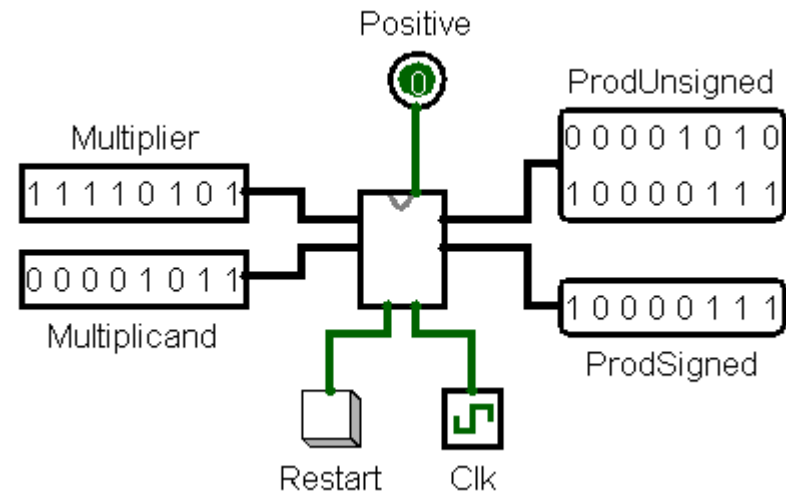 Positive
0
ProdUnsigned
0 0 0 0 1 0 1 0
1 0 0 0 0 1 1 1
Multiplier
1 1 1 1 0 1 0 1
0 0 0 0 1 0 1 1
Multiplicand
1 0 0 0 0 1 1 1
ProdSigned
Restart
Clk